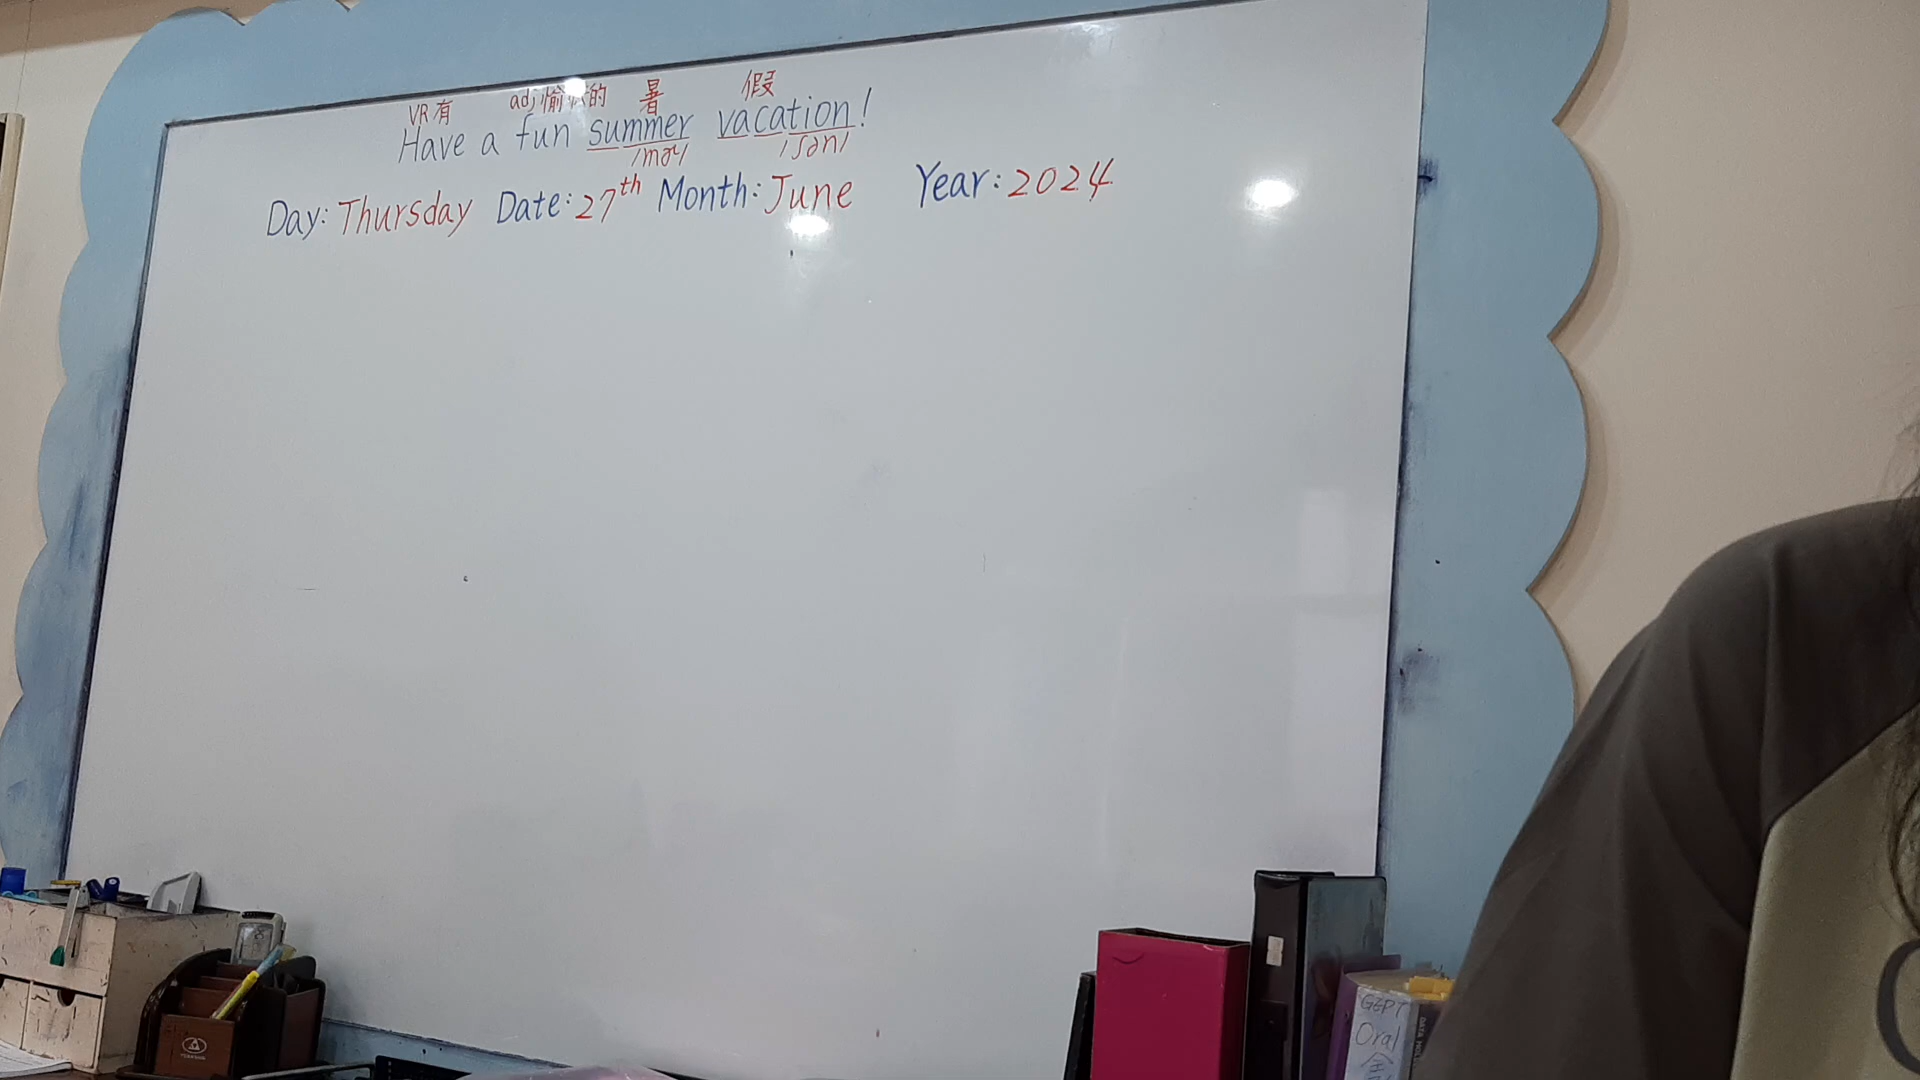 VR有 adj愉快的 暑 假
Have a fun summer vacation!
/mɚ/ /ʃən/
Day: Thursday Date: 27th Month: June Year: 2024
GEPT
Oral